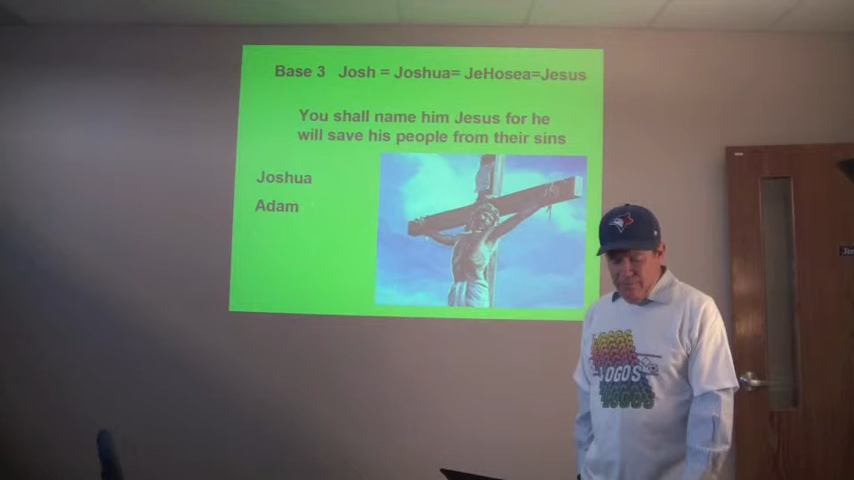 Base 3 Josh = Joshua= JeHosea=Jesus
You shall name him Jesus for he
will save his people from their sins
Joshua
Adam
LOGOS